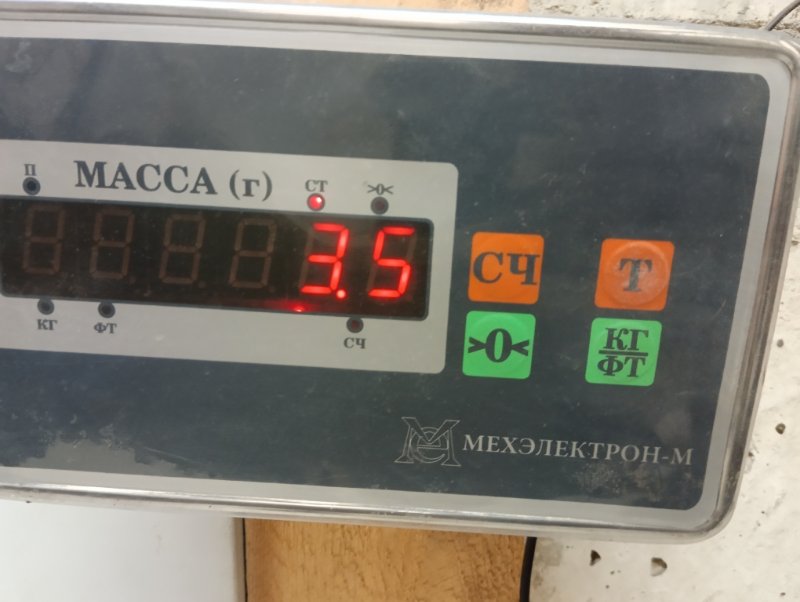 П
МАССА (г)
СТ
>0<
3.5
КГ
ФТ
СЧ
СЧ
Т
>0<
КГ
ФТ
МЕХЭЛЕКТРОН-М